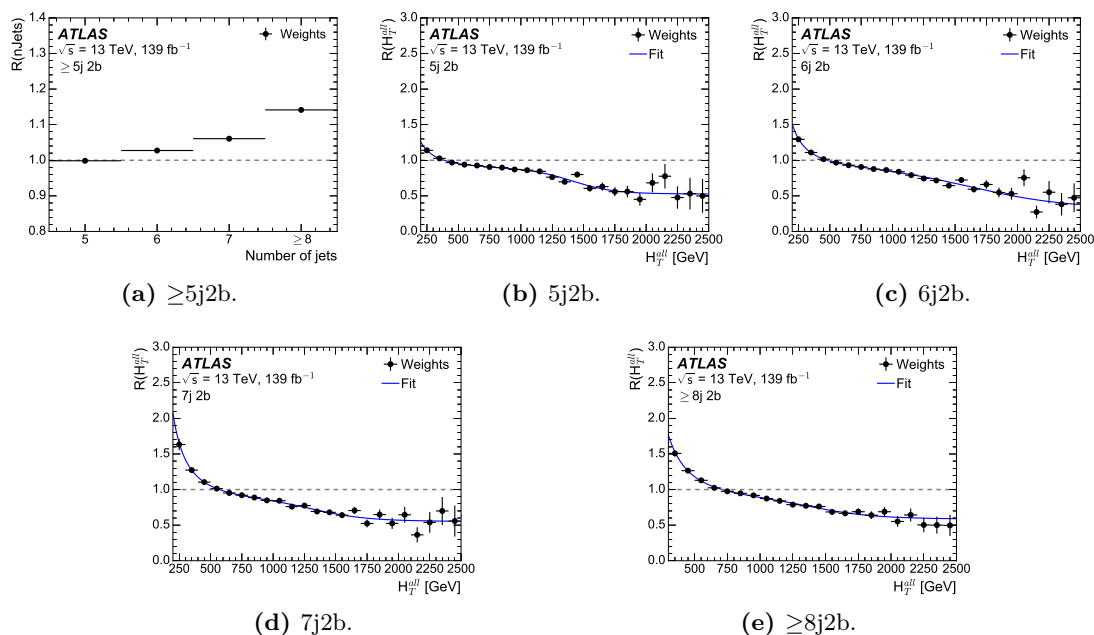 R(nJets)
1.4
1.3
1.2
1.1
1.0
0.9
0.8
ATLAS
√s = 13 TeV, 139 fb⁻¹
≥ 5j 2b
Weights
5 6 7 ≥ 8
Number of jets
(a) ≥5j2b.
R(H_T^all)
3.0
2.5
2.0
1.5
1.0
0.5
0.0
ATLAS
√s = 13 TeV, 139 fb⁻¹
5j 2b
Weights
Fit
250 500 750 1000 1250 1500 1750 2000 2250 2500
H_T^all [GeV]
(b) 5j2b.
R(H_T^all)
3.0
2.5
2.0
1.5
1.0
0.5
0.0
ATLAS
√s = 13 TeV, 139 fb⁻¹
6j 2b
Weights
Fit
250 500 750 1000 1250 1500 1750 2000 2250 2500
H_T^all [GeV]
(c) 6j2b.
R(H_T^all)
3.0
2.5
2.0
1.5
1.0
0.5
0.0
ATLAS
√s = 13 TeV, 139 fb⁻¹
7j 2b
Weights
Fit
250 500 750 1000 1250 1500 1750 2000 2250 2500
H_T^all [GeV]
(d) 7j2b.
R(H_T^all)
3.0
2.5
2.0
1.5
1.0
0.5
0.0
ATLAS
√s = 13 TeV, 139 fb⁻¹
≥ 8j 2b
Weights
Fit
500 750 1000 1250 1500 1750 2000 2250 2500
H_T^all [GeV]
(e) ≥8j2b.